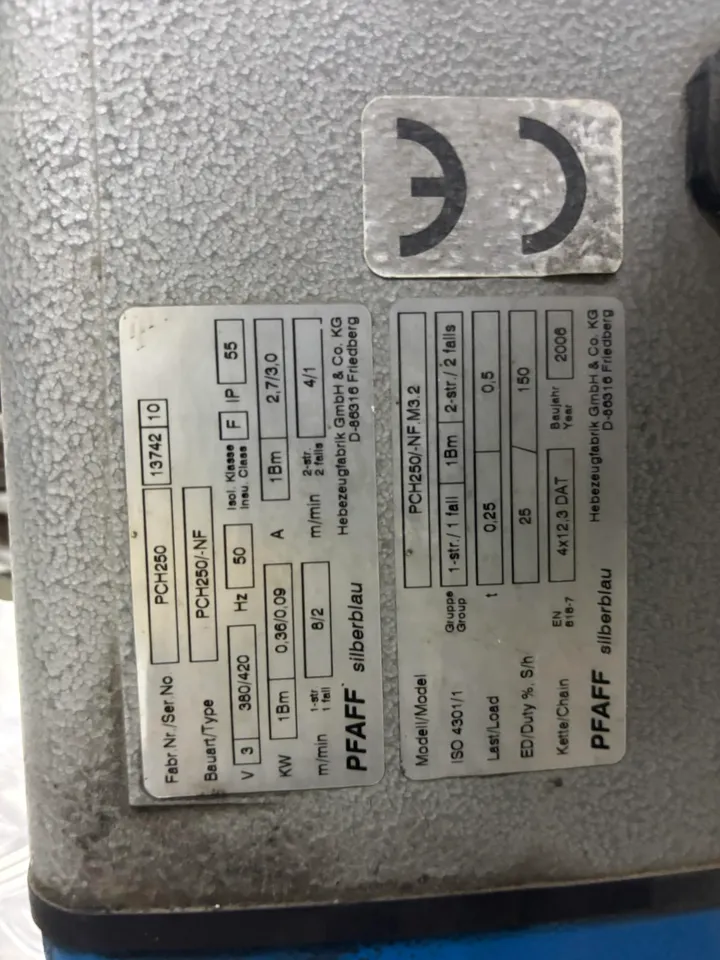 Fabr Nr./Ser.No PCH250 13742 10
Bauart/Type PCH250/-NF
Isol. Klasse
Insu. Class F IP 55
V 3 380/420 Hz 50
KW 1Bm 0,36/0,09 A 1Bm 2,7/3,0
m/min 1-str 1 fall 8/2 m/min 2-str. 2 falls 4/1
PFAFF silberblau Hebezeugfabrik GmbH & Co. KG
D-86316 Friedberg
CE
Modell/Model PCH250/-NF.M3.2
ISO 4301/1 Gruppe Group 1-str./1 fall 1Bm 2-str./2 falls
Last/Load t 0,25 0,5
ED/Duty %. S/h 25 / 150
Kette/Chain EN 818-7 4x12,3 DAT Baujahr Year 2006
PFAFF silberblau Hebezeugfabrik GmbH & Co. KG
D-86316 Friedberg